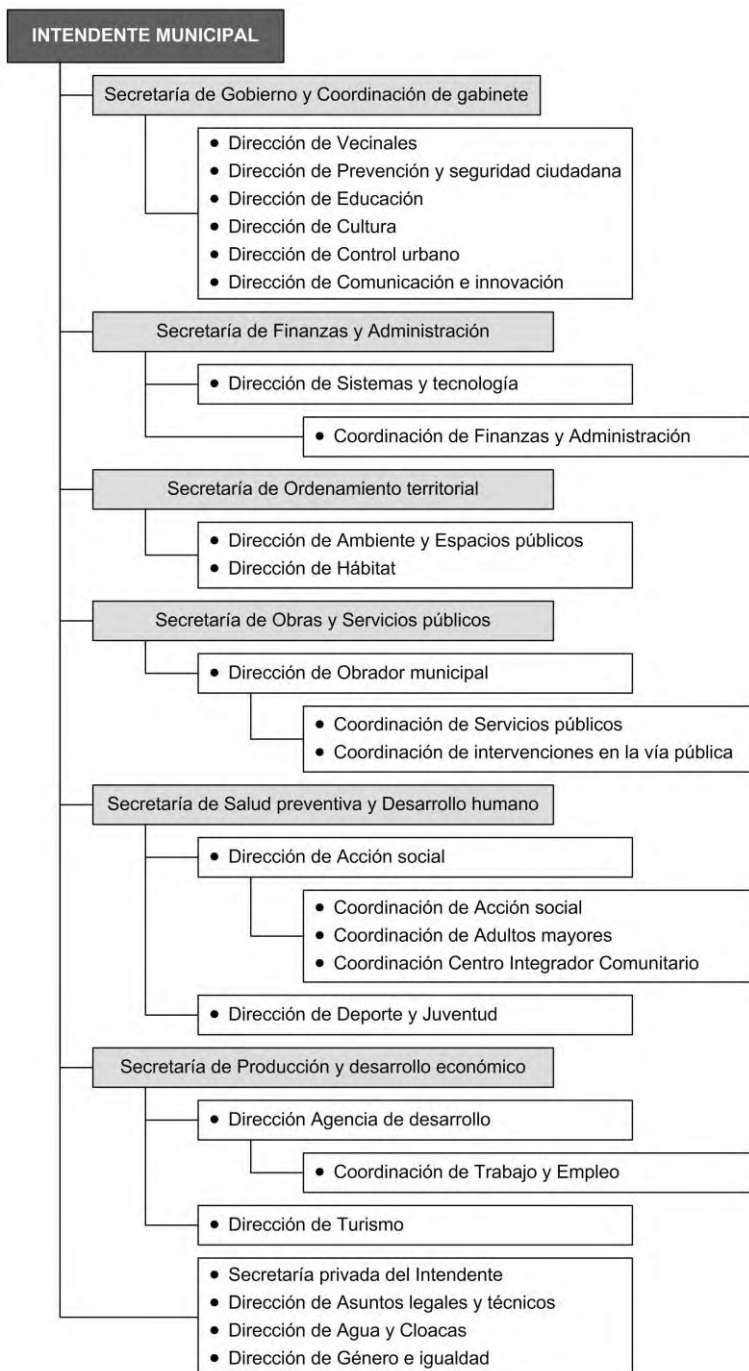 INTENDENTE MUNICIPAL
Secretaría de Gobierno y Coordinación de gabinete
• Dirección de Vecinales
• Dirección de Prevención y seguridad ciudadana
• Dirección de Educación
• Dirección de Cultura
• Dirección de Control urbano
• Dirección de Comunicación e innovación
Secretaría de Finanzas y Administración
• Dirección de Sistemas y tecnología
• Coordinación de Finanzas y Administración
Secretaría de Ordenamiento territorial
• Dirección de Ambiente y Espacios públicos
• Dirección de Hábitat
Secretaría de Obras y Servicios públicos
• Dirección de Obrador municipal
• Coordinación de Servicios públicos
• Coordinación de intervenciones en la vía pública
Secretaría de Salud preventiva y Desarrollo humano
• Dirección de Acción social
• Coordinación de Acción social
• Coordinación de Adultos mayores
• Coordinación Centro Integrador Comunitario
• Dirección de Deporte y Juventud
Secretaría de Producción y desarrollo económico
• Dirección Agencia de desarrollo
• Coordinación de Trabajo y Empleo
• Dirección de Turismo
• Secretaría privada del Intendente
• Dirección de Asuntos legales y técnicos
• Dirección de Agua y Cloacas
• Dirección de Género e igualdad